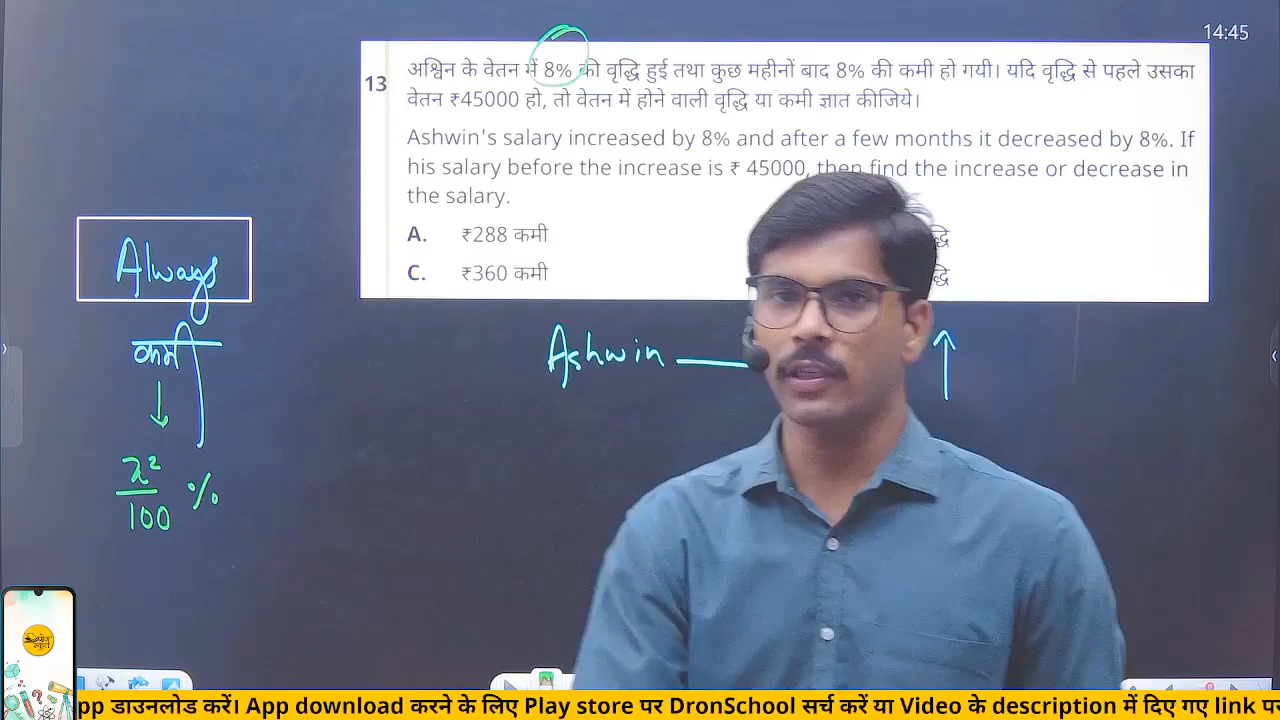 14:45
13
अश्विन के वेतन में 8% की वृद्धि हुई तथा कुछ महीनों बाद 8% की कमी हो गयी। यदि वृद्धि से पहले उसका
वेतन ₹45000 हो, तो वेतन में होने वाली वृद्धि या कमी ज्ञात कीजिये।
Ashwin's salary increased by 8% and after a few months it decreased by 8%. If
his salary before the increase is ₹ 45000, then find the increase or decrease in
the salary.
A. ₹288 कमी
C. ₹360 कमी
Always
कमी
x²
100 %
Ashwin
pp डाउनलोड करें। App download करने के लिए Play store पर DronSchool सर्च करें या Video के description में दिए गए link